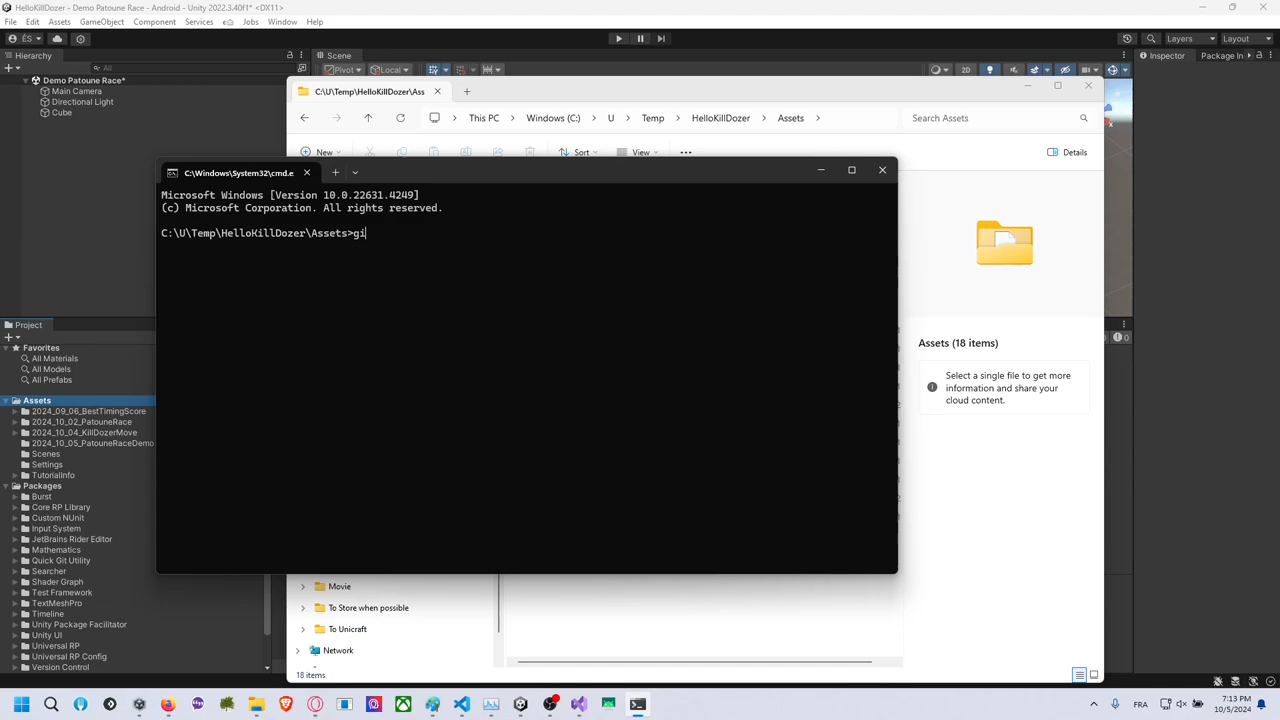 HelloKillDozer - Demo Patoune Race - Android - Unity 2022.3.40f1* <DX11>
File Edit Assets GameObject Component Services Jobs Window Help
ÉS
Layers
Layout
Hierarchy
Scene
Inspector
Package In
All
Pivot
Local
2D
Demo Patoune Race*
Main Camera
Directional Light
Cube
C:\U\Temp\HelloKillDozer\Ass
This PC > Windows (C:) > U > Temp > HelloKillDozer > Assets >
Search Assets
New
Sort
View
Details
C:\Windows\System32\cmd.e
Microsoft Windows [Version 10.0.22631.4249]
(c) Microsoft Corporation. All rights reserved.
C:\U\Temp\HelloKillDozer\Assets>gi
Assets (18 items)
Select a single file to get more
information and share your
cloud content.
Project
0
Favorites
All Materials
All Models
All Prefabs
Assets
2024_09_06_BestTimingScore
2024_10_02_PatouneRace
2024_10_04_KillDozerMove
2024_10_05_PatouneRaceDemo
Scenes
Settings
TutorialInfo
Packages
Burst
Core RP Library
Custom NUnit
Input System
JetBrains Rider Editor
Mathematics
Quick Git Utility
Searcher
Shader Graph
Test Framework
TextMeshPro
Timeline
Unity Package Facilitator
Unity UI
Universal RP
Universal RP Config
Version Control
Movie
To Store when possible
To Unicraft
Network
18 items
FRA
7:13 PM
10/5/2024